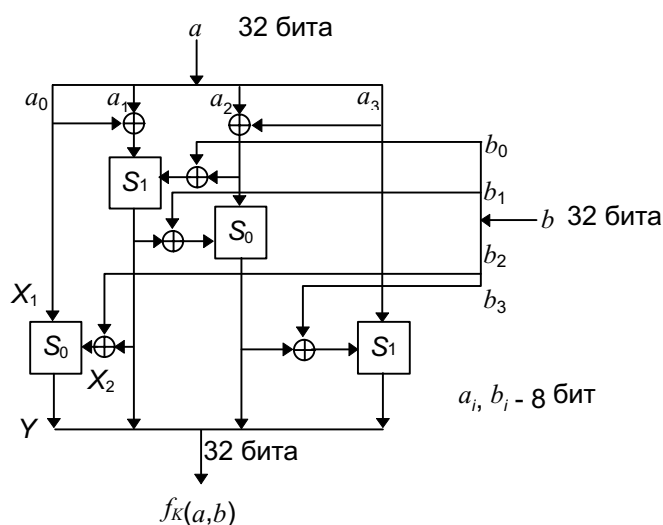 a 32 бита
a₀ a₁ a₂ a₃
b₀
S₁
b₁
S₀
b 32 бита
b₂
X₁
b₃
S₀ S₁
X₂
aᵢ, bᵢ - 8 бит
Y
32 бита
fK(a,b)